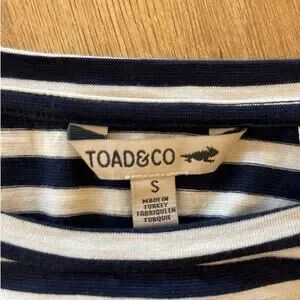 TOAD&CO
S
MADE IN
TURKEY
FABRIQUE EN
TURQUIE